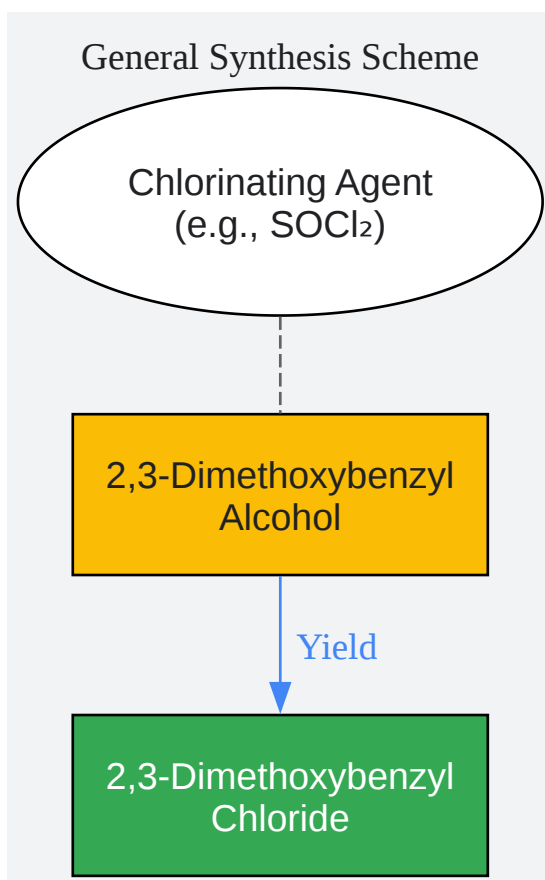 General Synthesis Scheme
Chlorinating Agent
(e.g., SOCl₂)
2,3-Dimethoxybenzyl
Alcohol
Yield
2,3-Dimethoxybenzyl
Chloride